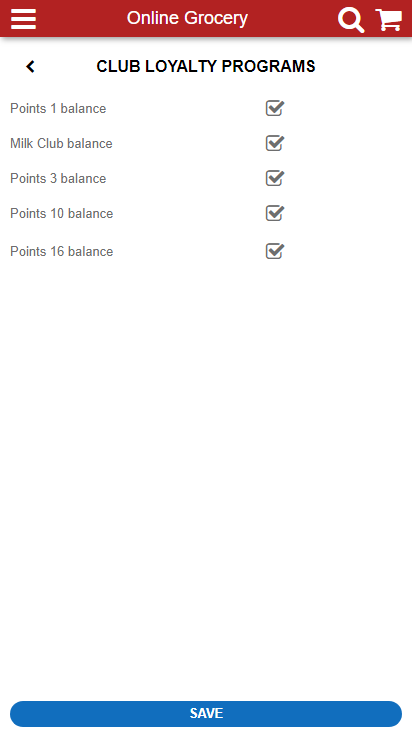 Online Grocery
CLUB LOYALTY PROGRAMS
Points 1 balance
Milk Club balance
Points 3 balance
Points 10 balance
Points 16 balance
SAVE